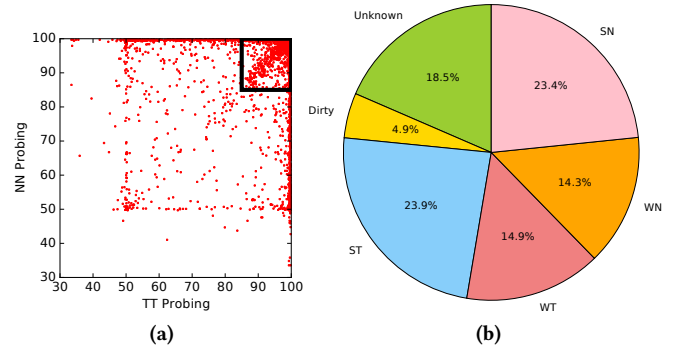 100
90
80
70
60
50
40
30
NN Probing
30 40 50 60 70 80 90 100
TT Probing
(a)
Unknown
SN
18.5%
23.4%
Dirty
4.9%
14.3%
WN
23.9%
14.9%
ST
WT
(b)